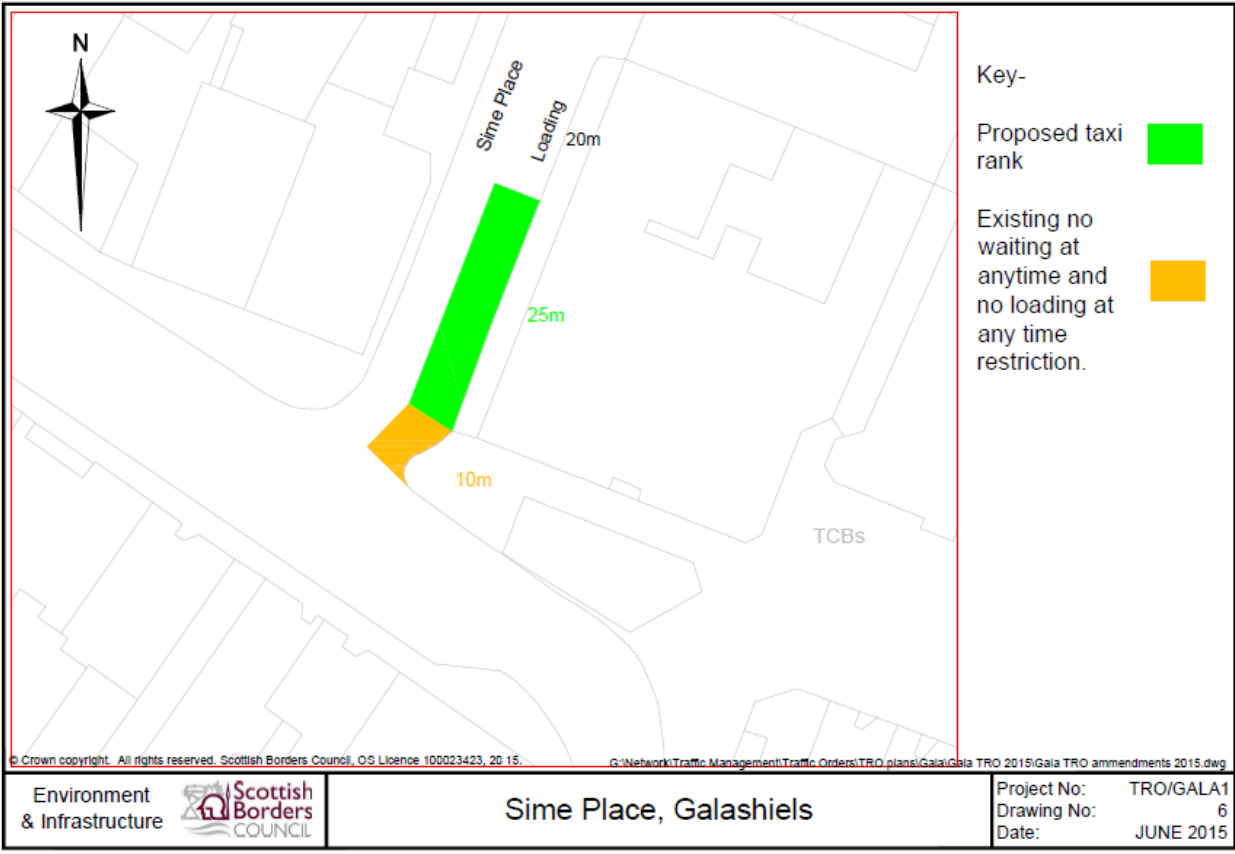 N
Sime Place
Loading
20m
25m
10m
TCBs
Key-
Proposed taxi
rank
Existing no
waiting at
anytime and
no loading at
any time
restriction.
© Crown copyright. All rights reserved. Scottish Borders Council, OS Licence 100023423, 20 15.
G:\Network\Traffic Management\Traffic Orders\TRO plans\Gala\Gala TRO 2015\Gala TRO ammendments 2015.dwg
Environment
& Infrastructure
Scottish
Borders
COUNCIL
Sime Place, Galashiels
Project No: TRO/GALA1
Drawing No: 6
Date: JUNE 2015